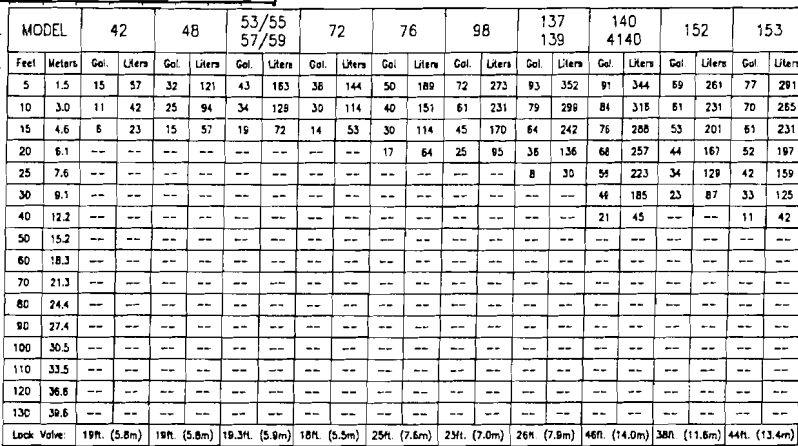 MODEL 42 48 53/55 57/59 72 76 98 137 139 140 4140 152 153
Feet Meters Gal. Liters Gal. Liters Gal. Liters Gal. Liters Gal. Liters Gal. Liters Gal. Liters Gal. Liters Gal. Liters Gal. Liters
5 1.5 15 57 32 121 43 163 38 144 50 189 72 273 93 352 91 344 69 261 77 291
10 3.0 11 42 25 94 34 129 30 114 40 151 61 231 79 299 84 318 61 231 70 265
15 4.6 6 23 15 57 19 72 14 53 30 114 45 170 64 242 76 288 53 201 61 231
20 6.1 -- -- -- -- -- -- -- -- 17 64 25 95 36 136 68 257 44 167 52 197
25 7.6 -- -- -- -- -- -- -- -- -- -- -- -- 8 30 59 223 34 129 42 159
30 9.1 -- -- -- -- -- -- -- -- -- -- -- -- -- -- 185 23 87 33 125
40 12.2 -- -- -- -- -- -- -- -- -- -- -- -- -- -- 21 45 -- -- 11 42
50 15.2 -- -- -- -- -- -- -- -- -- -- -- -- -- -- -- -- -- -- -- --
60 18.3 -- -- -- -- -- -- -- -- -- -- -- -- -- -- -- -- -- -- -- --
70 21.3 -- -- -- -- -- -- -- -- -- -- -- -- -- -- -- -- -- -- -- --
80 24.4 -- -- -- -- -- -- -- -- -- -- -- -- -- -- -- -- -- -- -- --
90 27.4 -- -- -- -- -- -- -- -- -- -- -- -- -- -- -- -- -- -- -- --
100 30.5 -- -- -- -- -- -- -- -- -- -- -- -- -- -- -- -- -- -- -- --
110 33.5 -- -- -- -- -- -- -- -- -- -- -- -- -- -- -- -- -- -- -- --
120 36.6 -- -- -- -- -- -- -- -- -- -- -- -- -- -- -- -- -- -- -- --
130 39.6 -- -- -- -- -- -- -- -- -- -- -- -- -- -- -- -- -- -- -- --
Lock Valve: 19ft. (5.8m) 19ft. (5.8m) 19.3ft. (5.9m) 18ft. (5.5m) 25ft. (7.6m) 23ft. (7.0m) 26ft. (7.9m) 46ft. (14.0m) 38ft. (11.6m) 44ft. (13.4m)